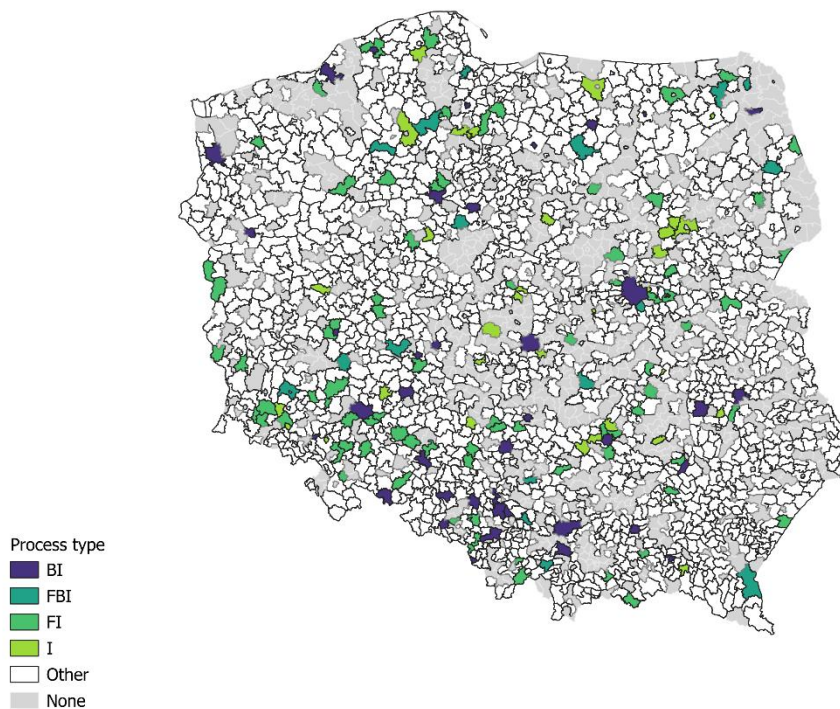 Process type
BI
FBI
FI
I
Other
None